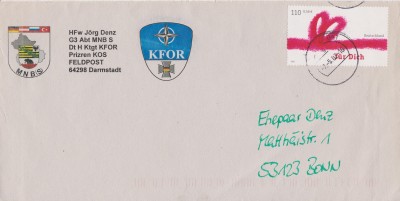 HFw Jörg Denz
G3 Abt MNB S
Dt H Ktgt KFOR
Prizren KOS
FELDPOST
64298 Darmstadt
MNB(S)
KFOR
110
Für Dich
Ehepaar Denz
Matthäistr. 1
53123 BONN